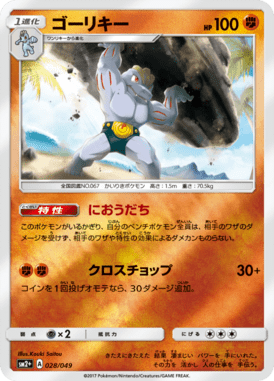 1進化
ゴーリキー
HP 100
ワンリキーから進化
全国図鑑NO.067 かいりきポケモン 高さ：1.5m 重さ：70.5kg
特性 におうだち
このポケモンがいるかぎり、自分のベンチポケモン全員は、相手のワザのダ
メージを受けず、相手のワザや特性の効果によるダメカンものらない。
クロスチョップ 30+
コインを1回投げオモテなら、30ダメージ追加。
弱点 ×2 抵抗力 にげる
Illus. Kouki Saitou
sm2+ A 028/049
©2017 Pokémon/Nintendo/Creatures/GAME FREAK.